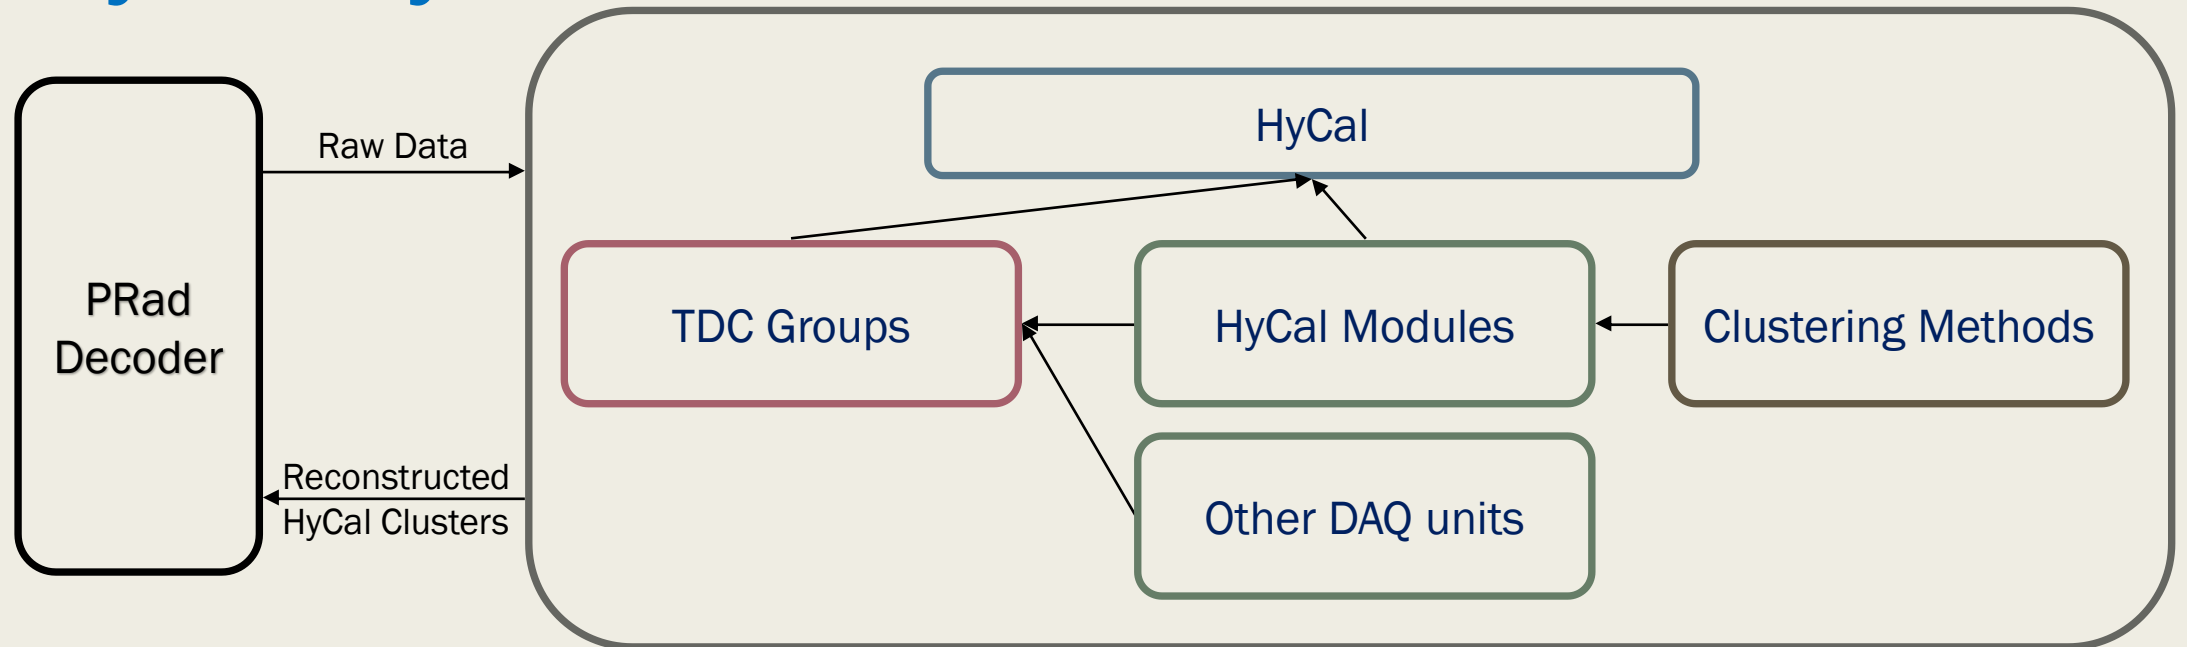 HyCal
Raw Data
PRad
Decoder
TDC Groups
HyCal Modules
Clustering Methods
Reconstructed
HyCal Clusters
Other DAQ units